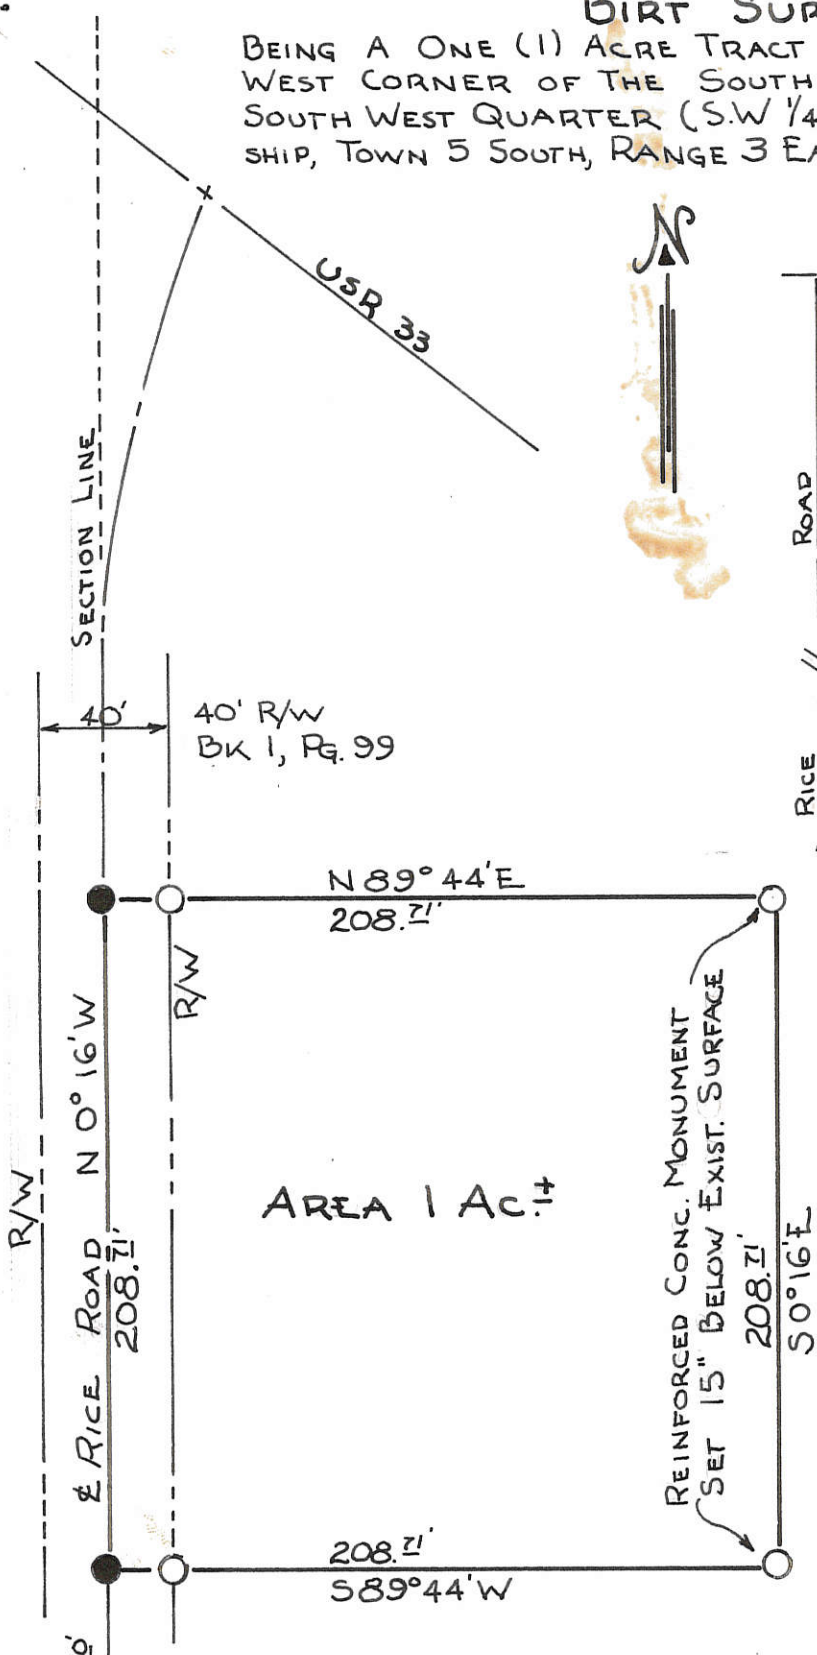 DIRT SUR
BEING A ONE (1) ACRE TRACT
WEST CORNER OF THE SOUTH
SOUTH WEST QUARTER (S.W 1/4
SHIP, TOWN 5 SOUTH, RANGE 3 EA
N
USR 33
SECTION LINE
ROAD
RICE
"
40'
40' R/W
BK 1, PG. 99
N 89° 44' E
208.71'
R/W
R/W
℄ RICE ROAD N 0° 16' W
208.71'
AREA 1 AC.±
REINFORCED CONC. MONUMENT
SET 15" BELOW EXIST. SURFACE
208.71'
S 0° 16' E
208.71'
S 89° 44' W
0'